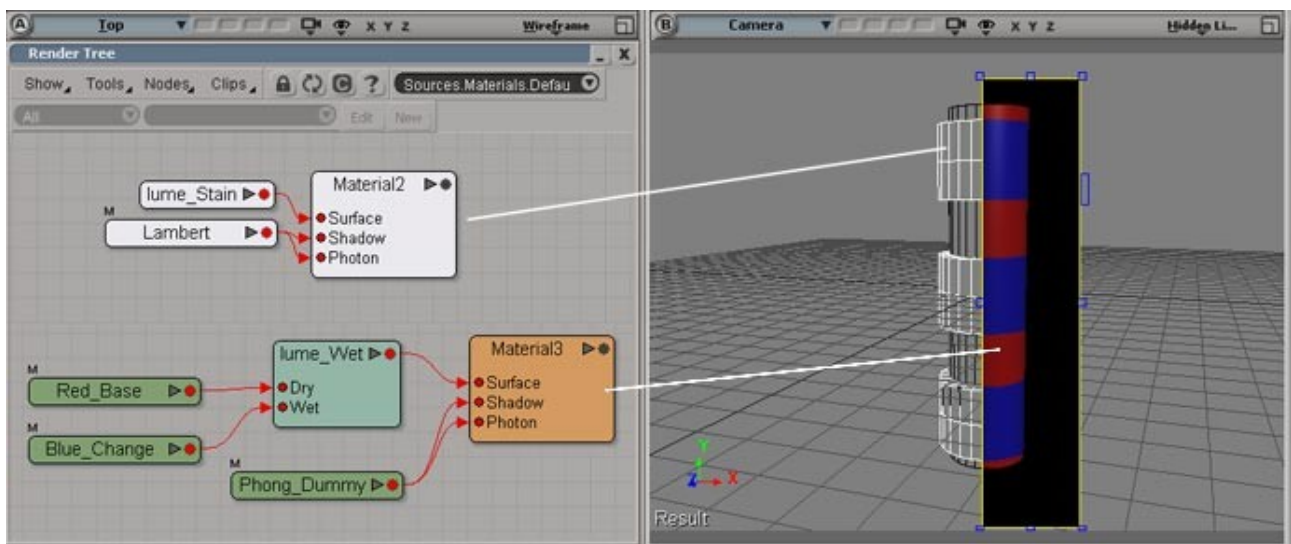 A Top Wireframe
X Y Z
Render Tree
Show Tools Nodes Clips C ? Sources.Materials.Defau
All Edit New
lume_Stain
M
Lambert
Material2
Surface
Shadow
Photon
M
Red_Base
M
Blue_Change
lume_Wet
Dry
Wet
M
Phong_Dummy
Material3
Surface
Shadow
Photon
B Camera X Y Z Hidden Li...
Y
Z X
Result